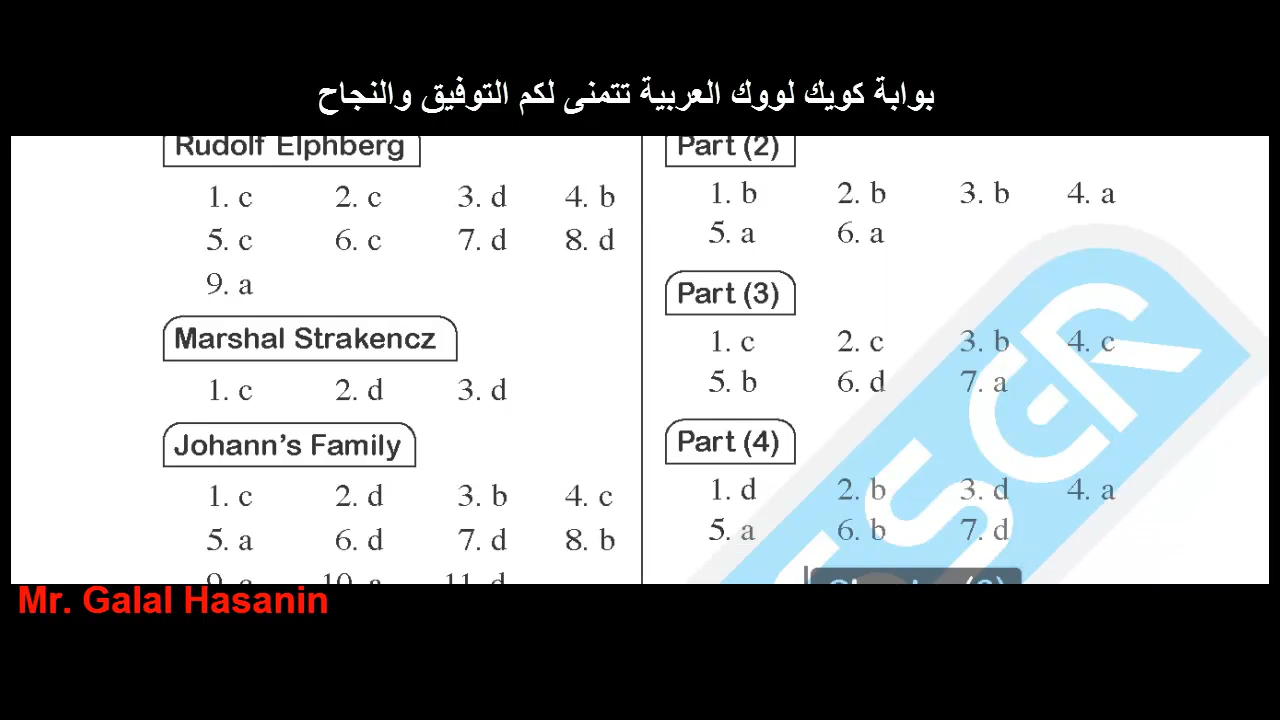 بوابة كويك لووك العربية تتمنى لكم التوفيق والنجاح
Rudolf Elphberg
1. c 2. c 3. d 4. b
5. c 6. c 7. d 8. d
9. a
Marshal Strakencz
1. c 2. d 3. d
Johann's Family
1. c 2. d 3. b 4. c
5. a 6. d 7. d 8. b
Part (2)
1. b 2. b 3. b 4. a
5. a 6. a
Part (3)
1. c 2. c 3. b 4. c
5. b 6. d 7. a
Part (4)
1. d 2. b 3. d 4. a
5. a 6. b 7. d
Mr. Galal Hasanin